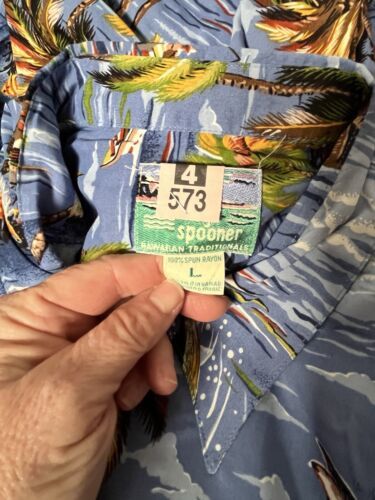 4
573
spooner
HAWAIIAN TRADITIONALS
100% SPUN RAYON
L